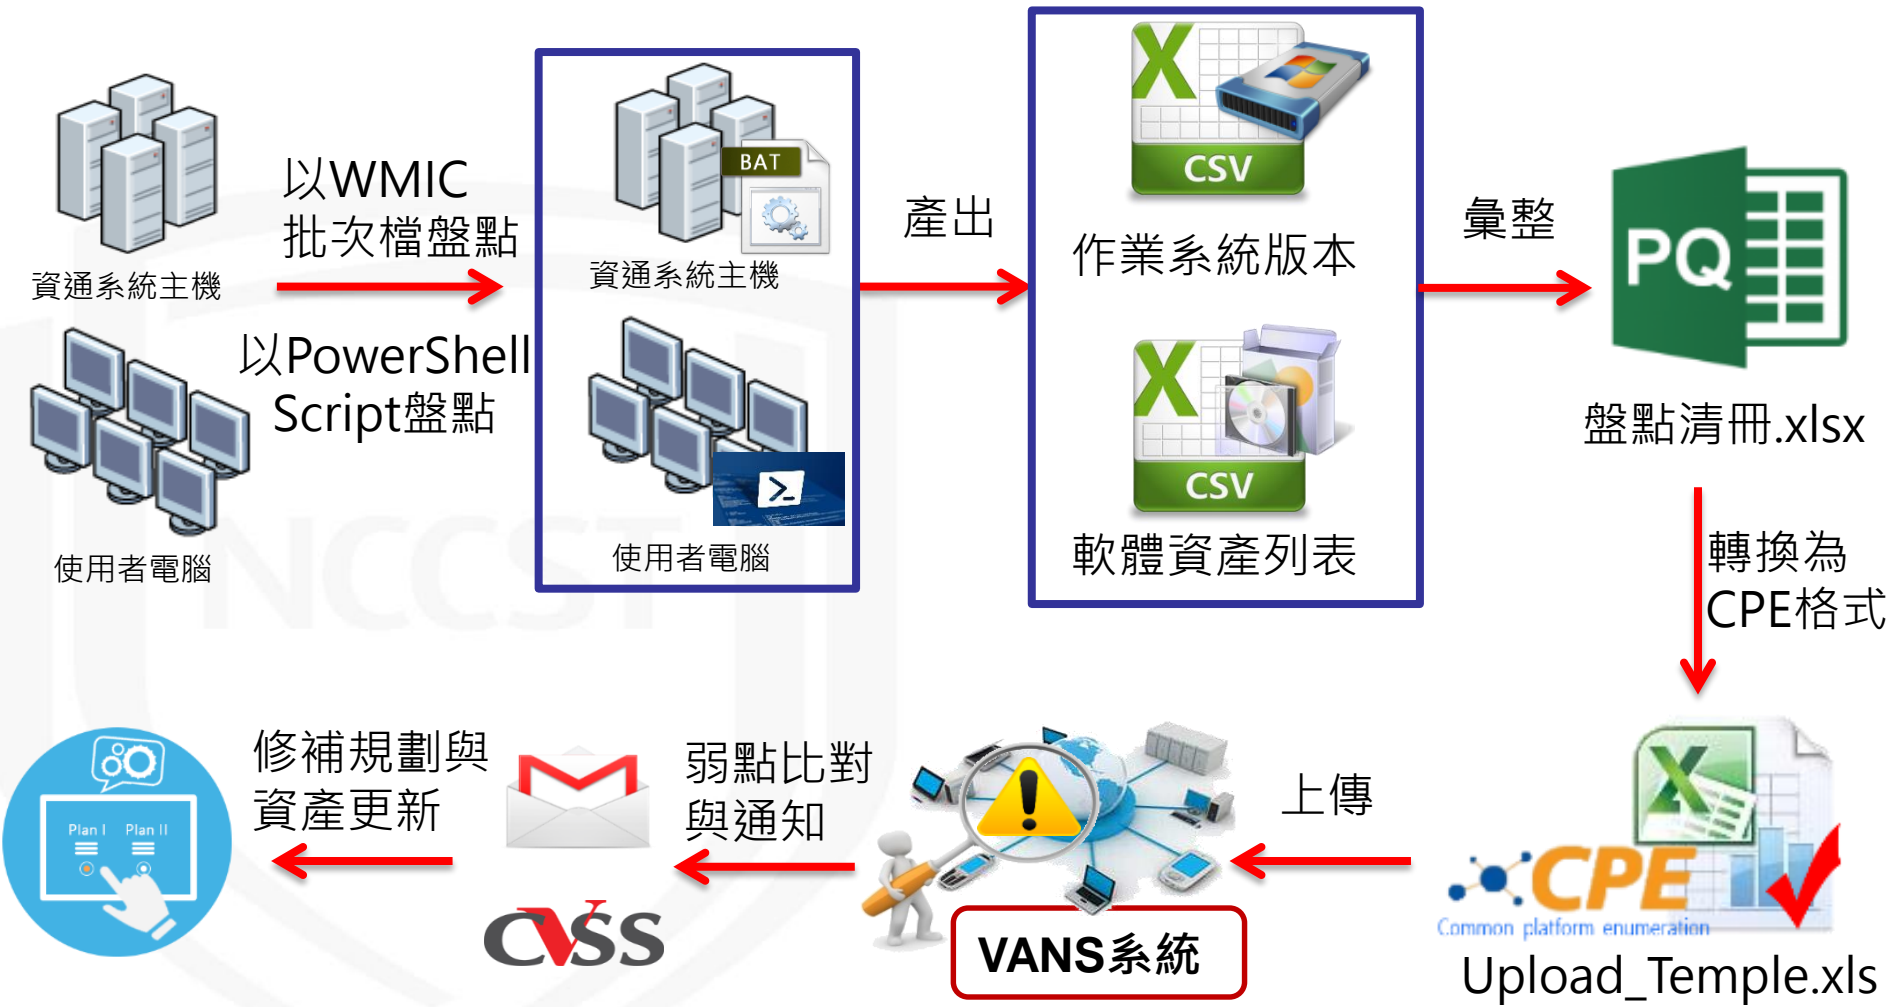 資通系統主機
以WMIC
批次檔盤點
以PowerShell
Script盤點
使用者電腦
BAT
資通系統主機
使用者電腦
產出
CSV
作業系統版本
CSV
軟體資產列表
彙整
PQ
盤點清冊.xlsx
轉換為
CPE格式
CPE
Common platform enumeration
Upload_Temple.xls
上傳
VANS系統
弱點比對
與通知
CVSS
修補規劃與
資產更新
Plan I Plan II
NCCST